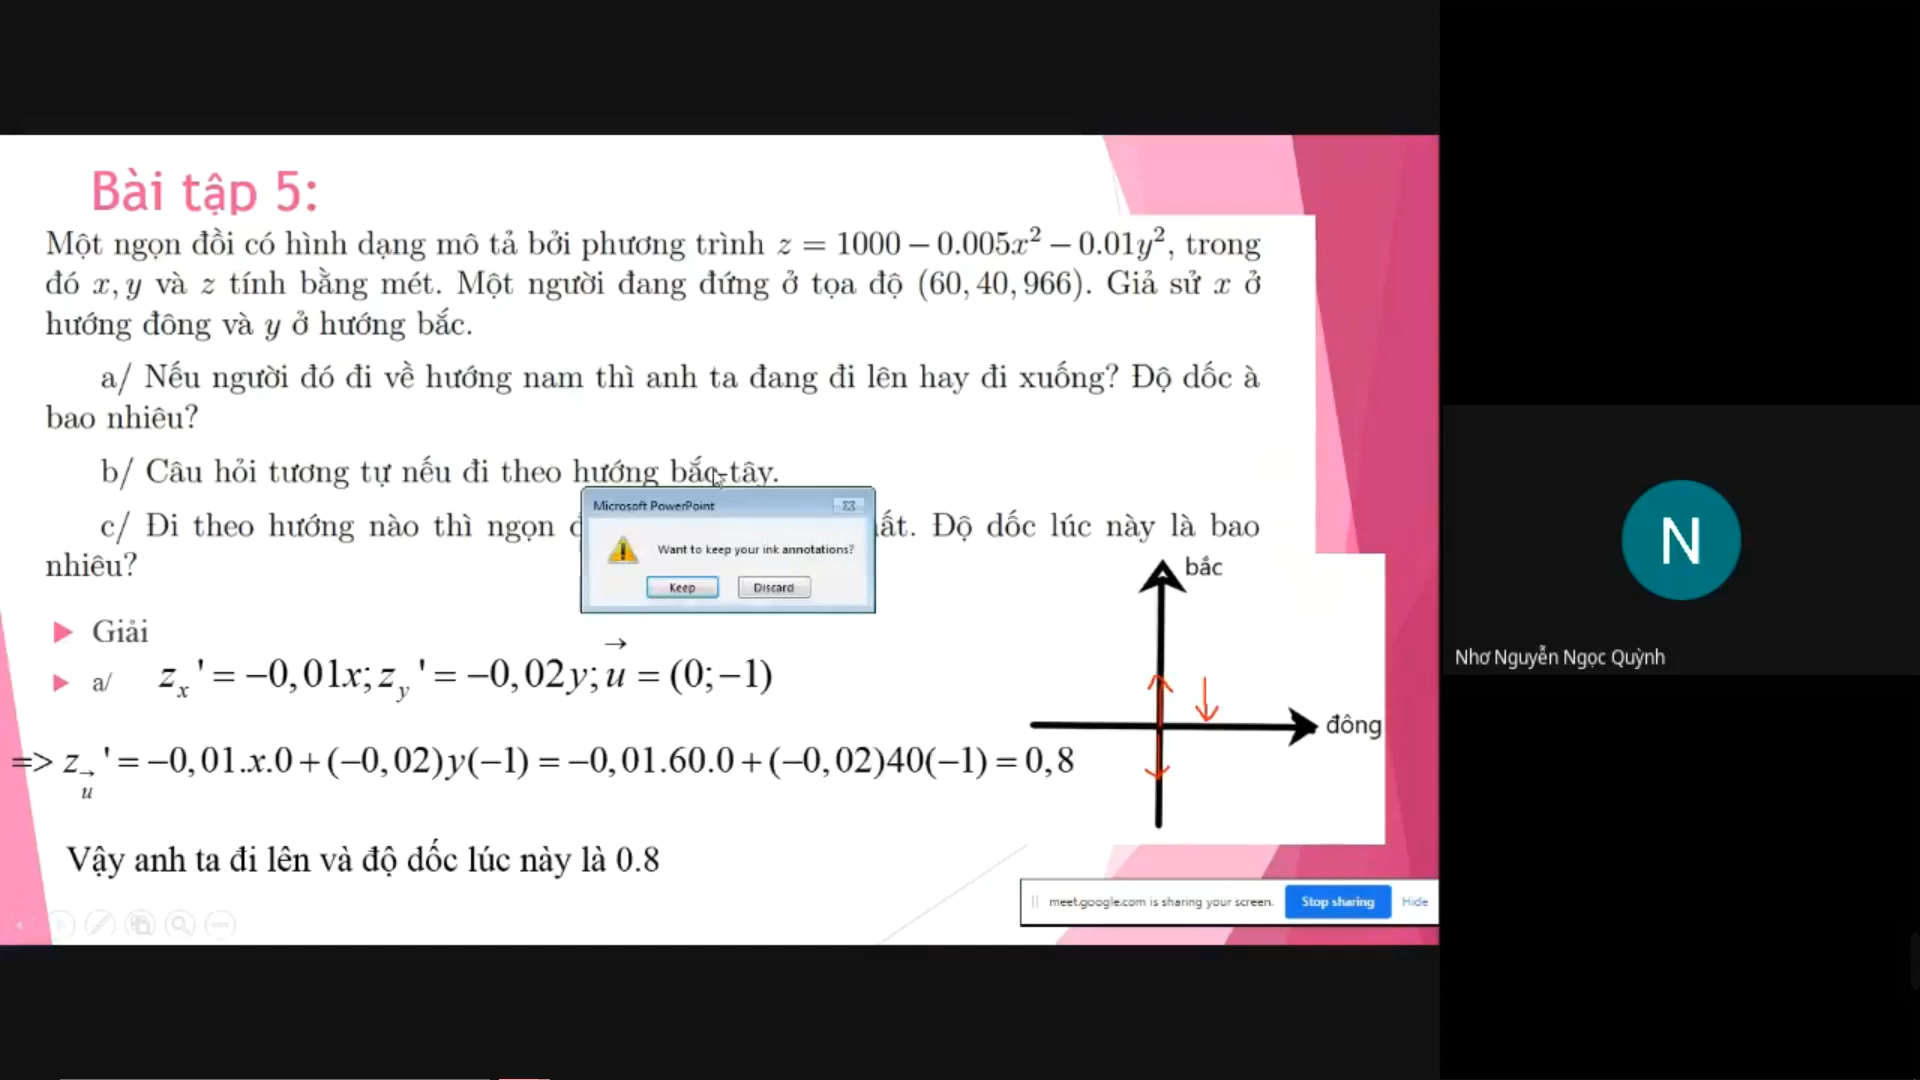 Bài tập 5:
Một ngọn đồi có hình dạng mô tả bởi phương trình z = 1000 − 0.005x² − 0.01y², trong
đó x, y và z tính bằng mét. Một người đang đứng ở tọa độ (60, 40, 966). Giả sử x ở
hướng đông và y ở hướng bắc.
a/ Nếu người đó đi về hướng nam thì anh ta đang đi lên hay đi xuống? Độ dốc à
bao nhiêu?
b/ Câu hỏi tương tự nếu đi theo hướng bắc-tây.
c/ Đi theo hướng nào thì ngọn
. Độ dốc lúc này là bao
nhiêu?
Microsoft PowerPoint
Want to keep your ink annotations?
Keep Discard
bắc
đông
Giải
a/ zₓ' = −0,01x; z_y' = −0,02y; u⃗ = (0; −1)
=> z_u⃗' = −0,01.x.0 + (−0,02)y(−1) = −0,01.60.0 + (−0,02)40(−1) = 0,8
Vậy anh ta đi lên và độ dốc lúc này là 0.8
meet.google.com is sharing your screen. Stop sharing Hide
N
Nhơ Nguyễn Ngọc Quỳnh